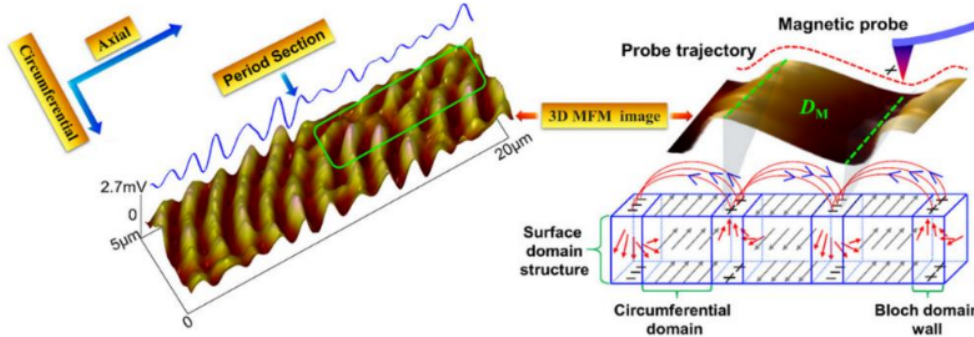 Circumferential
Axial
Period Section
2.7mV
0
5μm
0
20μm
3D MFM image
Magnetic probe
Probe trajectory
D_M
Surface
domain
structure
Circumferential
domain
Bloch domain
wall